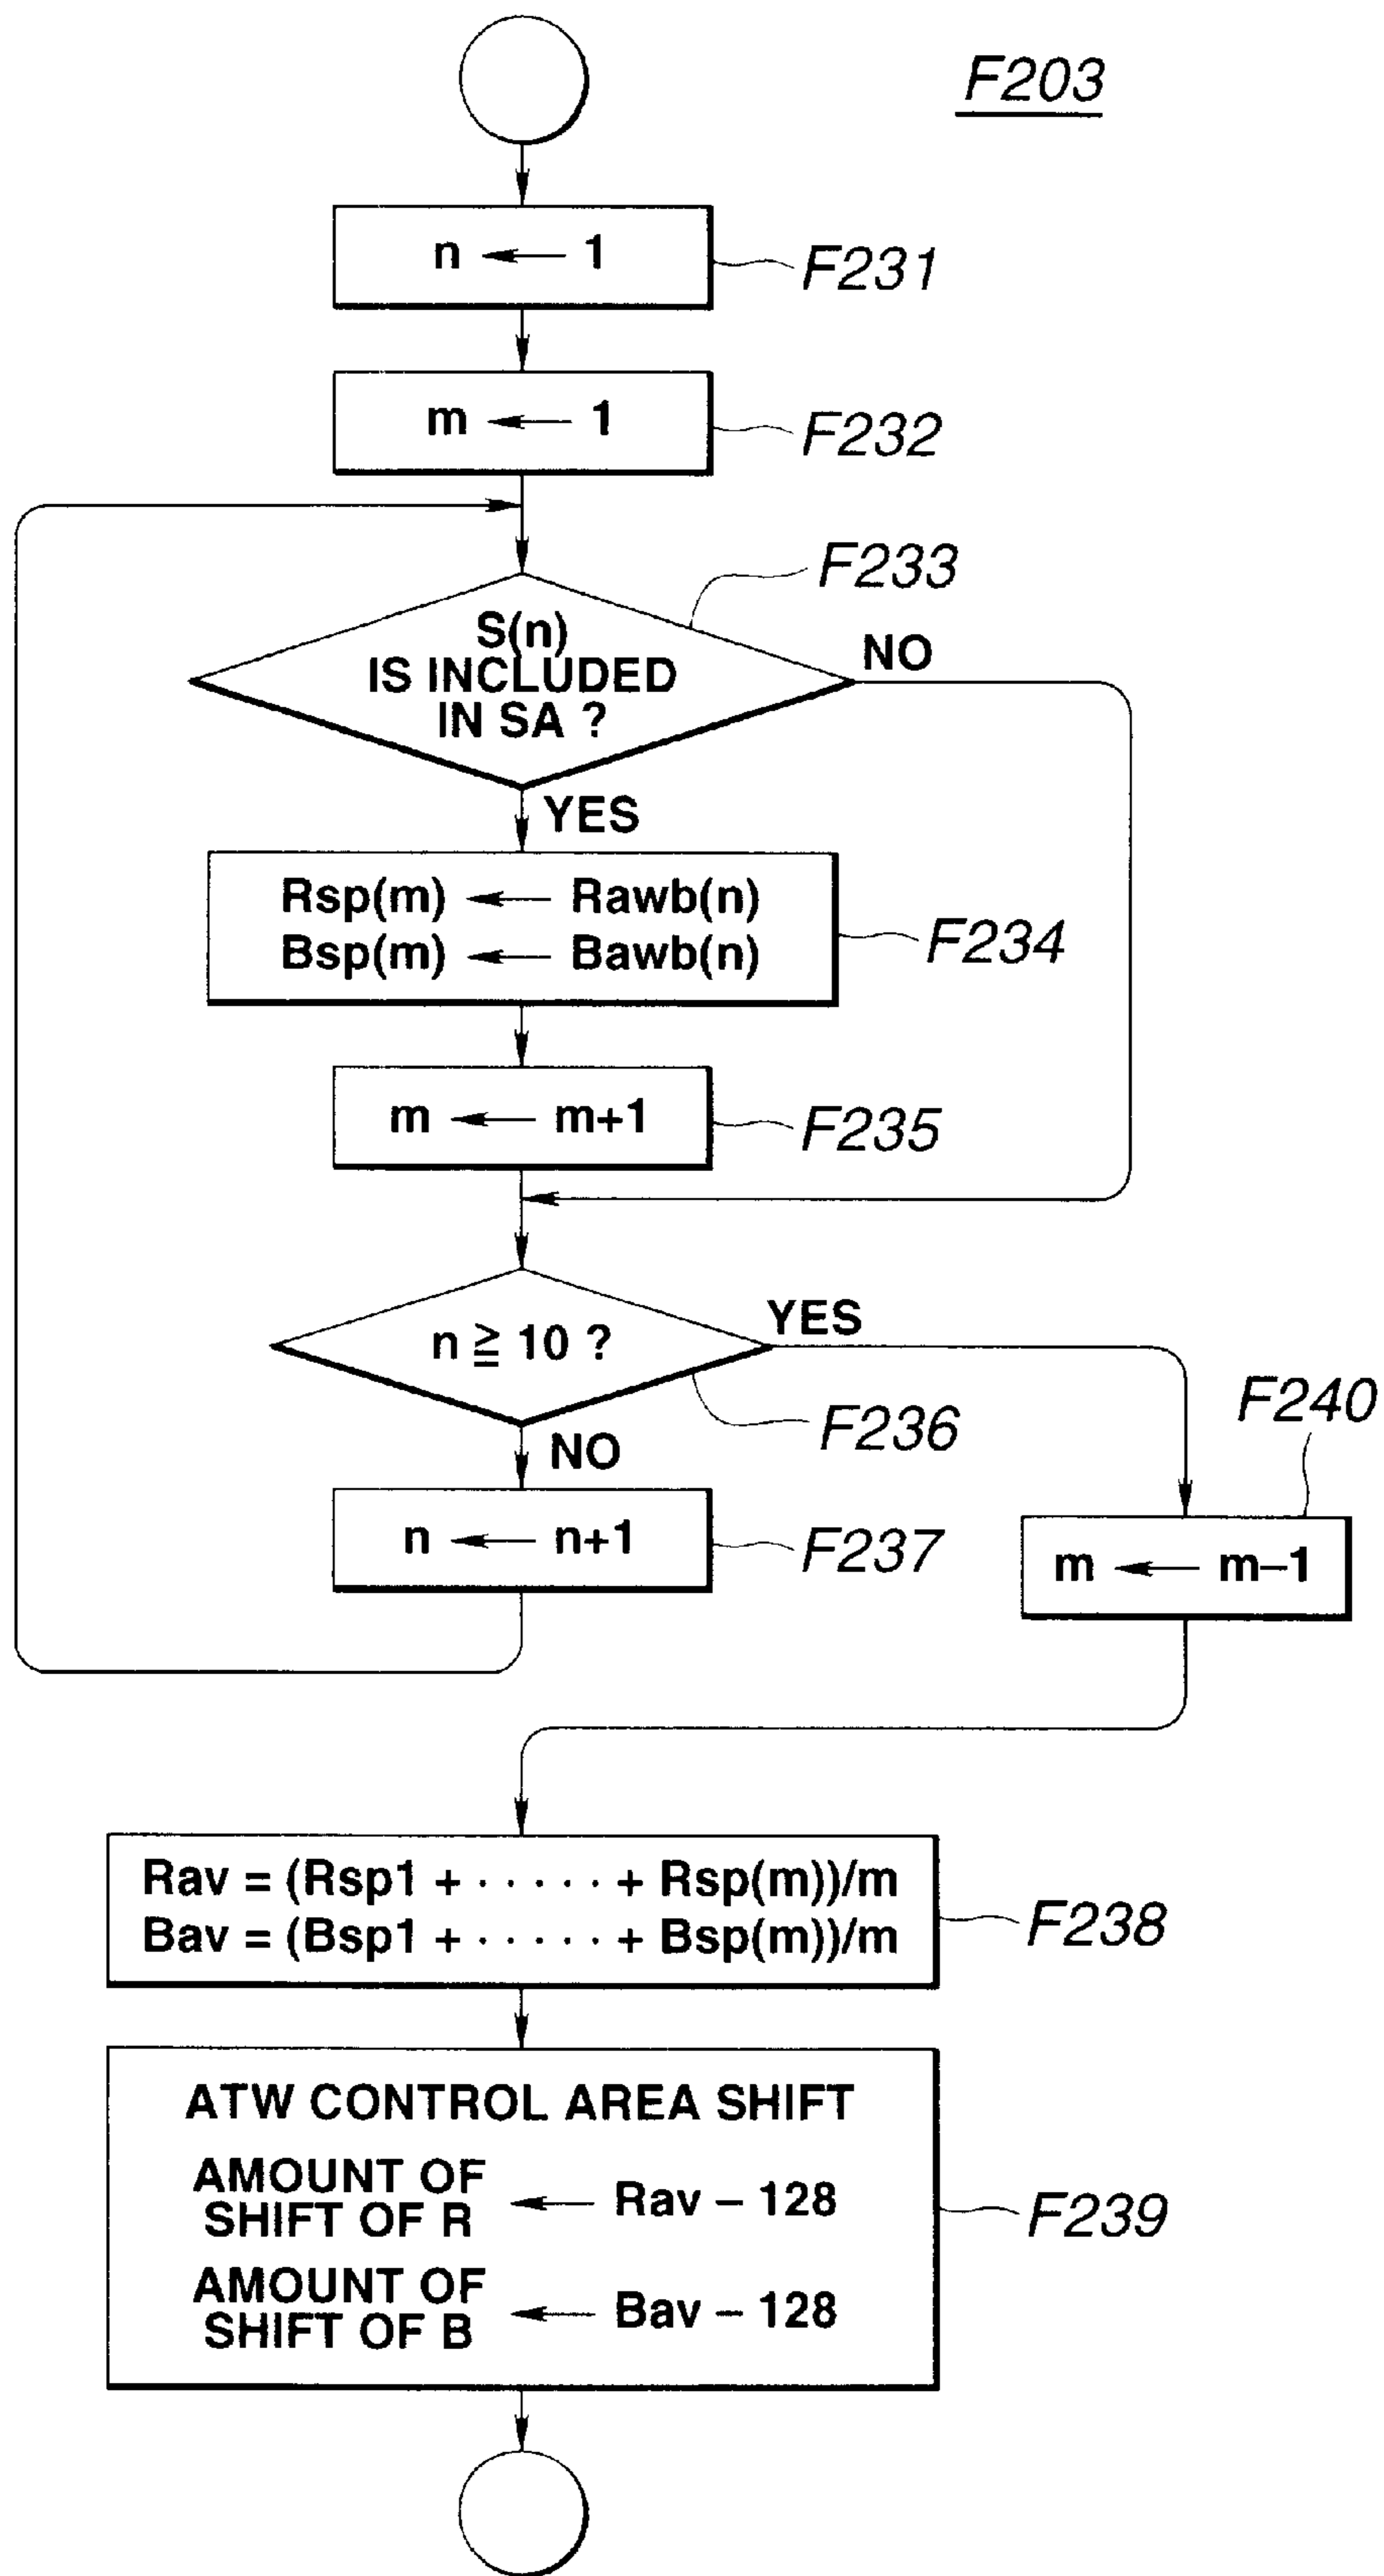 F203
n ← 1
F231
m ← 1
F232
F233
S(n)
IS INCLUDED
IN SA ?
NO
YES
Rsp(m) ← Rawb(n)
Bsp(m) ← Bawb(n)
F234
m ← m+1
F235
n ≧ 10 ?
YES
F236
F240
NO
n ← n+1
F237
m ← m–1
Rav = (Rsp1 + · · · · · + Rsp(m))/m
Bav = (Bsp1 + · · · · · + Bsp(m))/m
F238
ATW CONTROL AREA SHIFT
AMOUNT OF
SHIFT OF R ← Rav – 128
F239
AMOUNT OF
SHIFT OF B ← Bav – 128